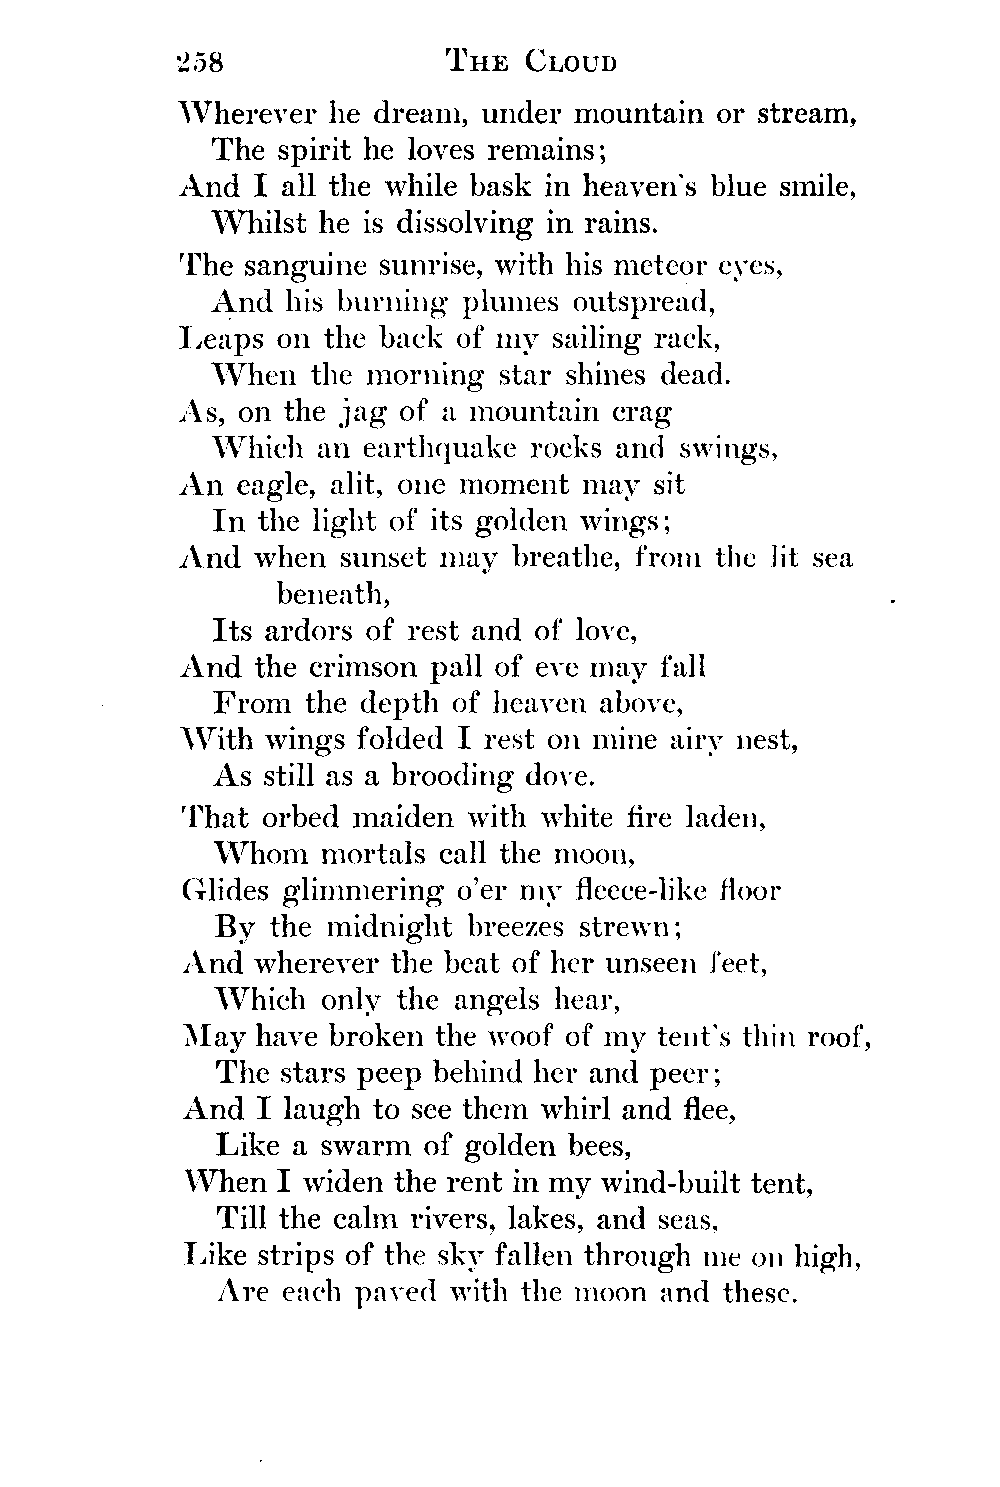 258 THE CLOUD
Wherever he dream, under mountain or stream,
The spirit he loves remains;
And I all the while bask in heaven's blue smile,
Whilst he is dissolving in rains.
The sanguine sunrise, with his meteor eyes,
And his burning plumes outspread,
Leaps on the back of my sailing rack,
When the morning star shines dead.
As, on the jag of a mountain crag
Which an earthquake rocks and swings,
An eagle, alit, one moment may sit
In the light of its golden wings;
And when sunset may breathe, from the lit sea
beneath,
Its ardors of rest and of love,
And the crimson pall of eve may fall
From the depth of heaven above,
With wings folded I rest on mine airy nest,
As still as a brooding dove.
That orbed maiden with white fire laden,
Whom mortals call the moon,
Glides glimmering o'er my fleece-like floor
By the midnight breezes strewn;
And wherever the beat of her unseen feet,
Which only the angels hear,
May have broken the woof of my tent's thin roof,
The stars peep behind her and peer;
And I laugh to see them whirl and flee,
Like a swarm of golden bees,
When I widen the rent in my wind-built tent,
Till the calm rivers, lakes, and seas,
Like strips of the sky fallen through me on high,
Are each paved with the moon and these.